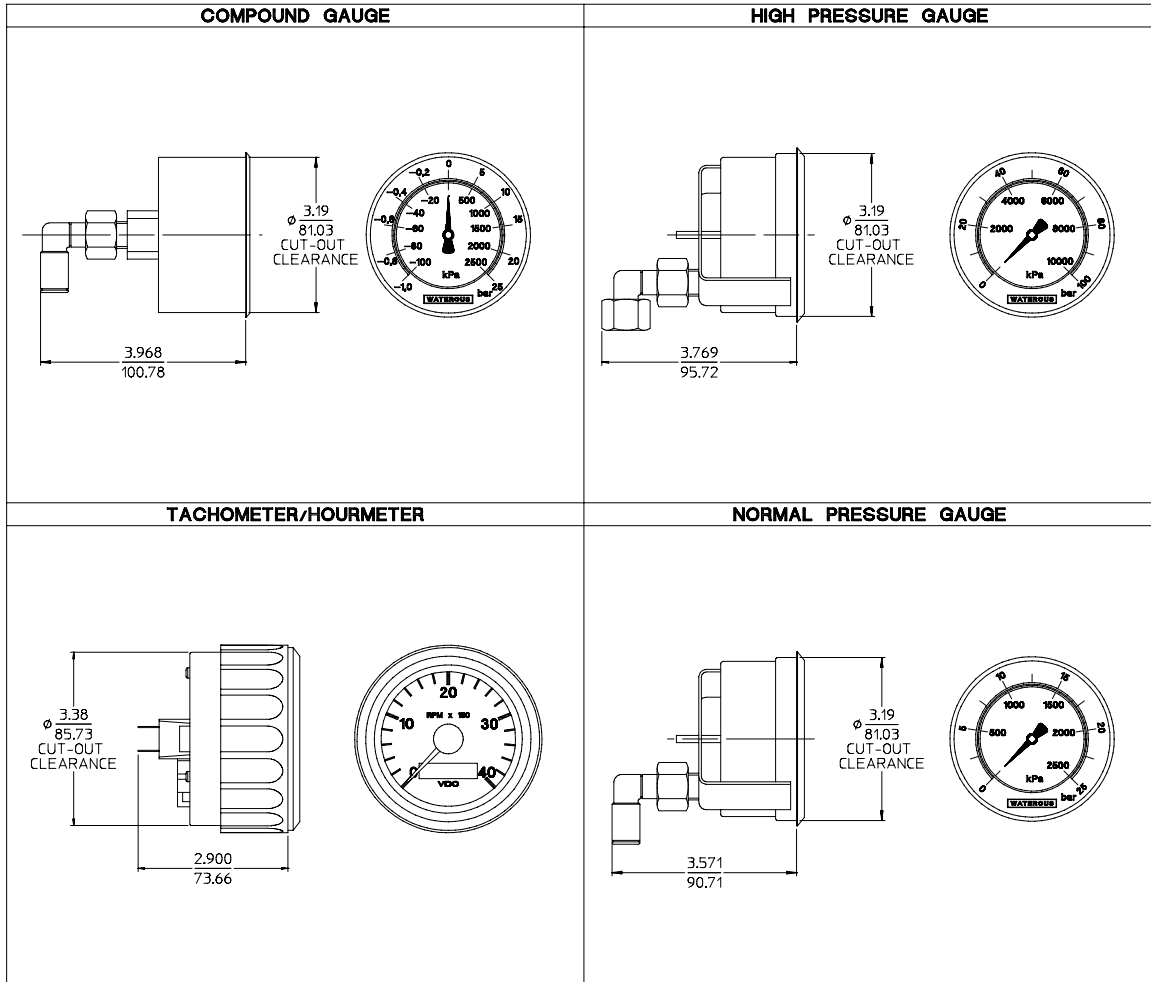 COMPOUND GAUGE
HIGH PRESSURE GAUGE
Ø 3.19
81.03
CUT-OUT
CLEARANCE
3.968
100.78
0
-0,2
5
-0,4
10
15
20
-1,0
25
-20
500
-40
1000
-60
1500
-80
2000
-100
2500
kPa
bar
WATEROUS
Ø 3.19
81.03
CUT-OUT
CLEARANCE
3.769
95.72
40
60
20
80
0
100
4000
6000
2000
8000
10000
kPa
bar
WATEROUS
TACHOMETER/HOURMETER
NORMAL PRESSURE GAUGE
Ø 3.38
85.73
CUT-OUT
CLEARANCE
2.900
73.66
20
10
30
RPM x
0
40
VDO
Ø 3.19
81.03
CUT-OUT
CLEARANCE
3.571
90.71
10
15
5
20
0
25
1000
1500
500
2000
2500
kPa
bar
WATEROUS